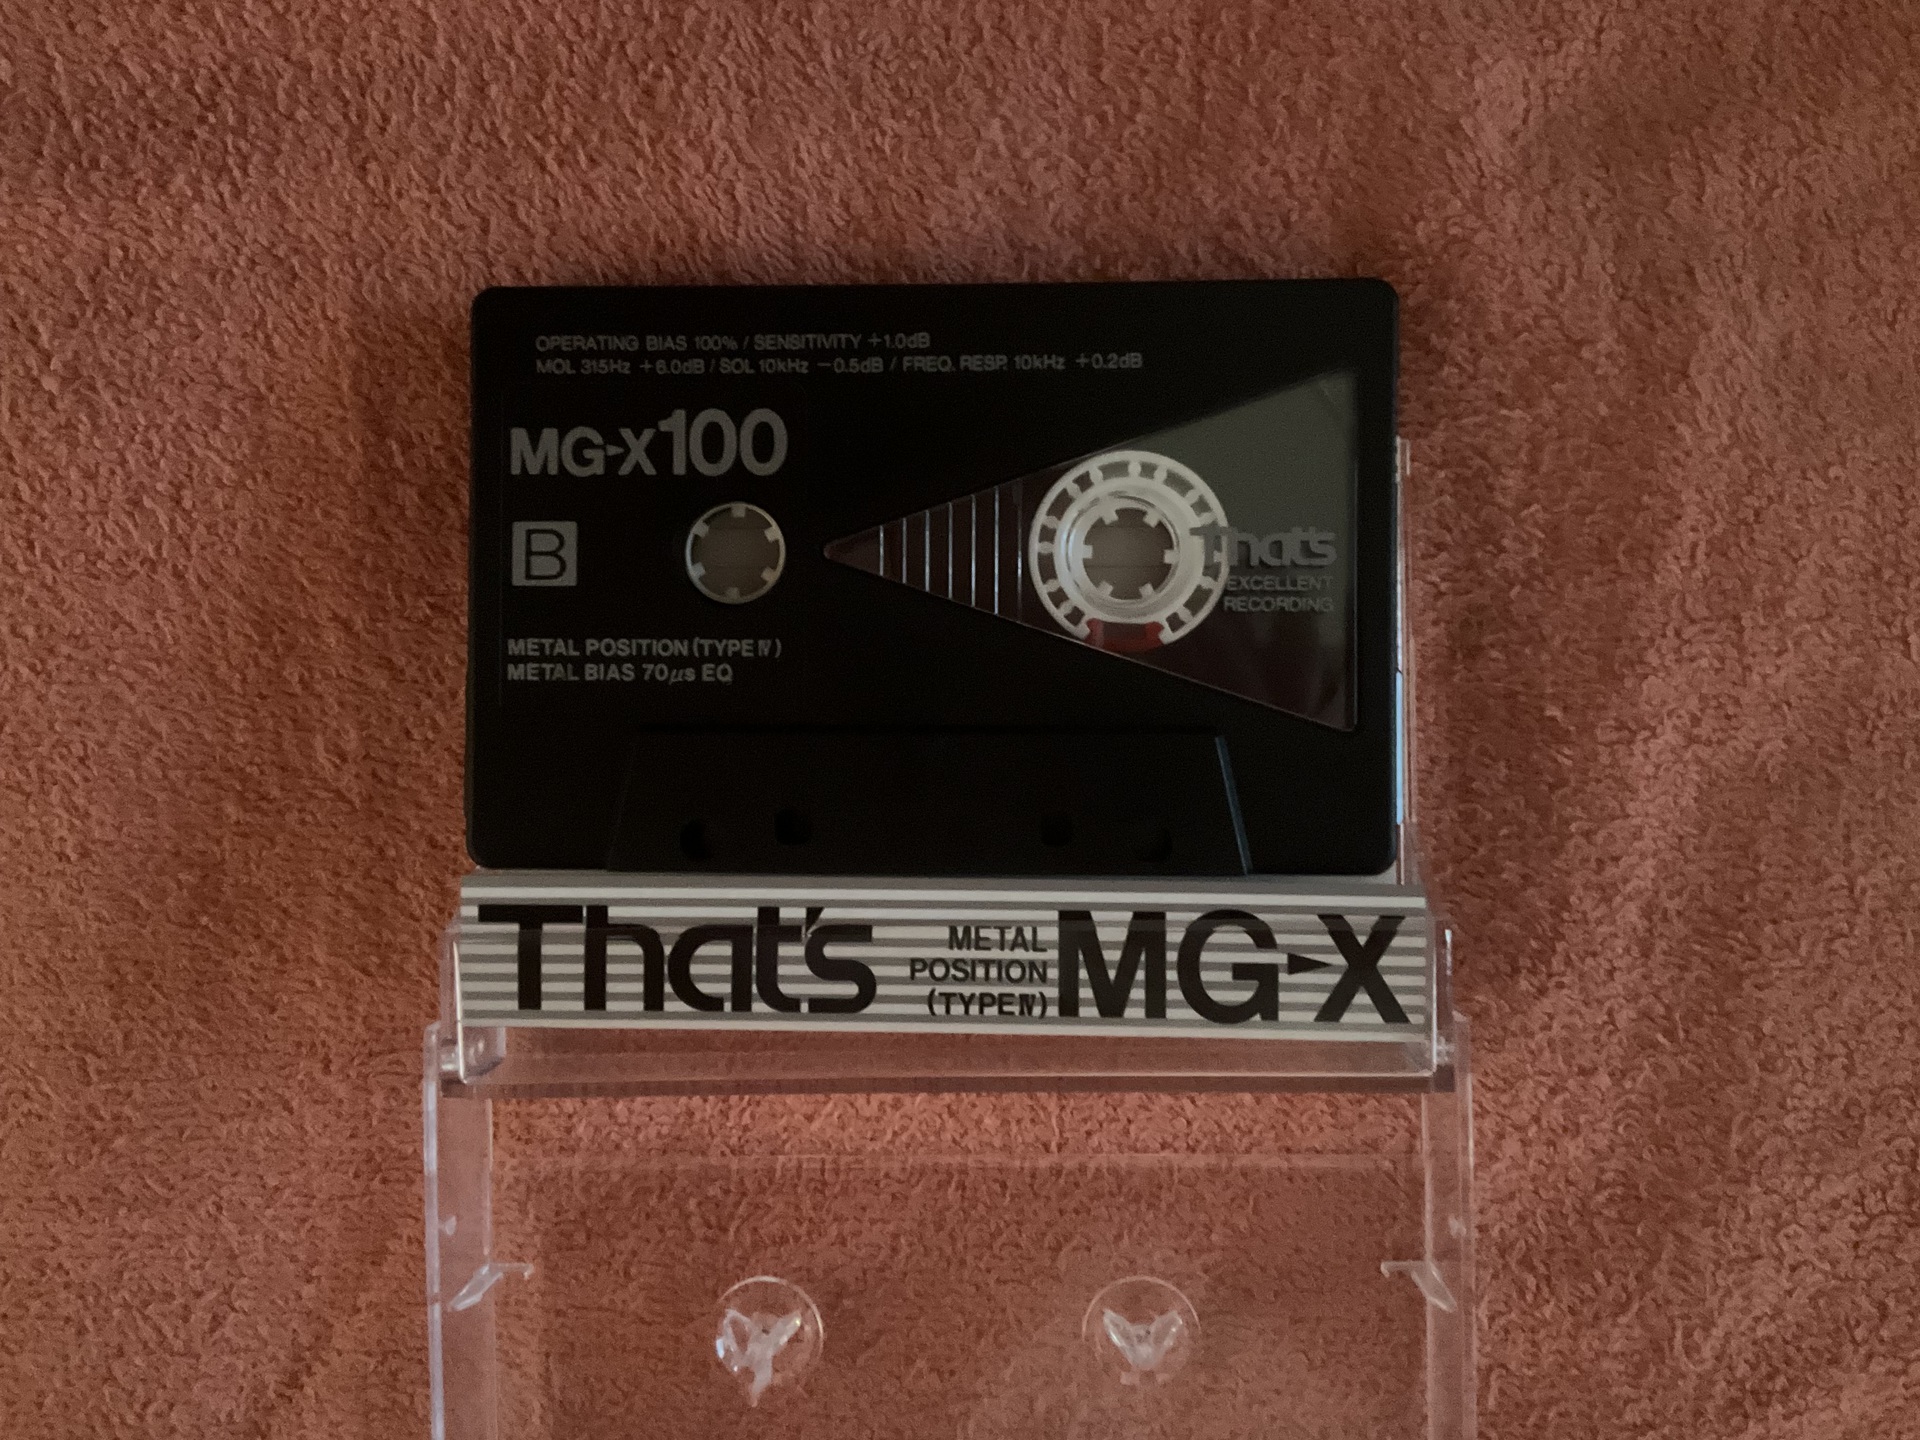 OPERATING BIAS 100% / SENSITIVITY +1.0dB
MOL 315Hz +6.0dB / SOL 10kHz −0.5dB / FREQ. RESP. 10kHz +0.2dB
MG-X100
B
That's
EXCELLENT
RECORDING
METAL POSITION (TYPE IV)
METAL BIAS 70μs EQ
That's
METAL
POSITION
(TYPE IV)
MG-X